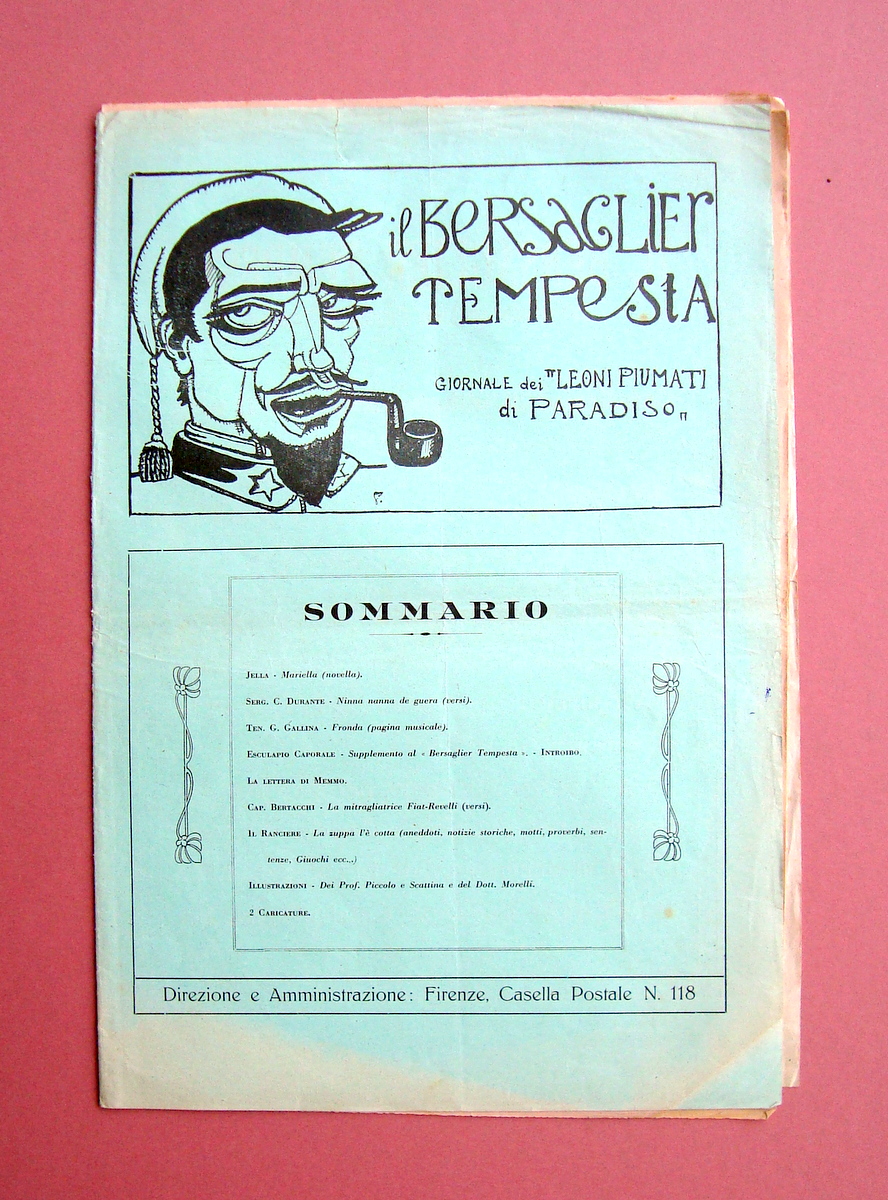 il BERSAGLIEr
TEMPeStA
GIORNALE dei "LEONI PIUMATI
di PARADISO"
F.
SOMMARIO
JELLA - Mariella (novella).
SERG. C. DURANTE - Ninna nanna de guera (versi).
TEN. G. GALLINA - Fronda (pagina musicale).
ESCULAPIO CAPORALE - Supplemento al « Bersaglier Tempesta ». - INTROIBO.
LA LETTERA DI MEMMO.
CAP. BERTACCHI - La mitragliatrice Fiat-Revelli (versi).
IL RANCIERE - La zuppa l'è cotta (aneddoti, notizie storiche, motti, proverbi, sen-
tenze, Giuochi ecc...)
ILLUSTRAZIONI - Dei Prof. Piccolo e Scattina e del Dott. Morelli.
2 CARICATURE.
Direzione e Amministrazione: Firenze, Casella Postale N. 118